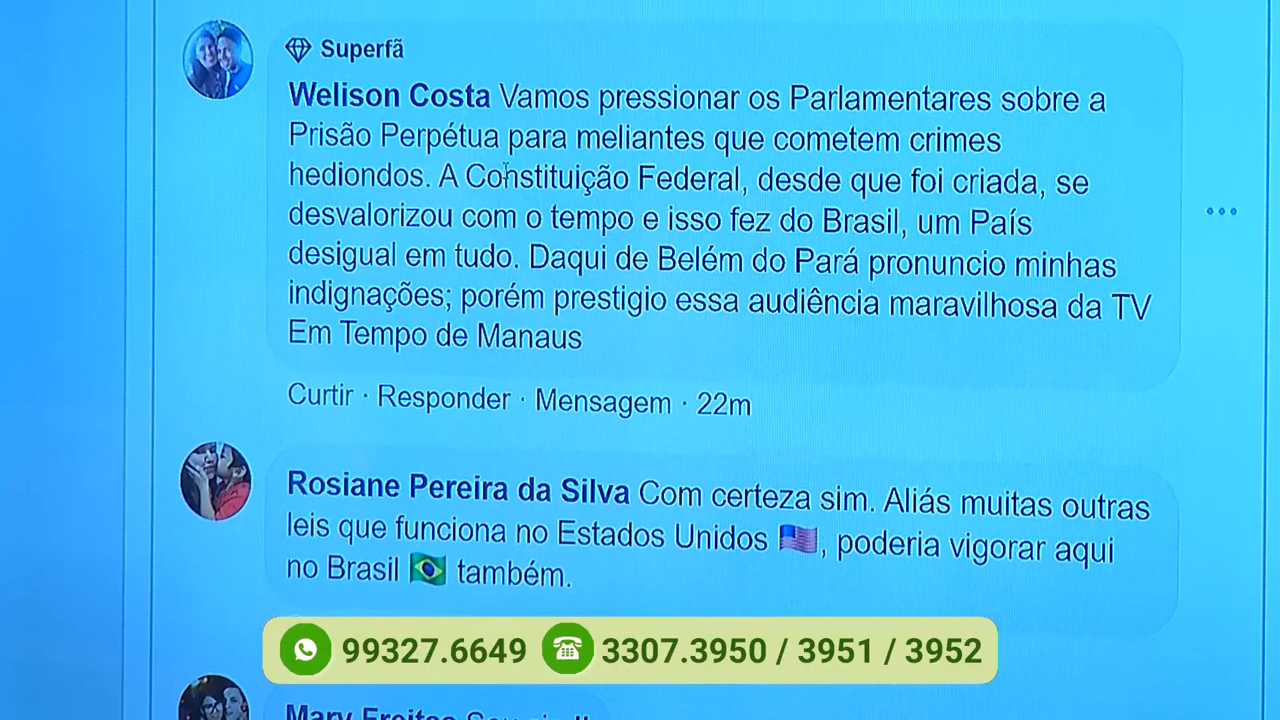 Superfã
Welison Costa Vamos pressionar os Parlamentares sobre a
Prisão Perpétua para meliantes que cometem crimes
hediondos. A Constituição Federal, desde que foi criada, se
desvalorizou com o tempo e isso fez do Brasil, um País
desigual em tudo. Daqui de Belém do Pará pronuncio minhas
indignações; porém prestigio essa audiência maravilhosa da TV
Em Tempo de Manaus
Curtir · Responder · Mensagem · 22m
Rosiane Pereira da Silva Com certeza sim. Aliás muitas outras
leis que funciona no Estados Unidos 🇺🇸, poderia vigorar aqui
no Brasil 🇧🇷 também.
99327.6649 3307.3950 / 3951 / 3952
Mary Freitas